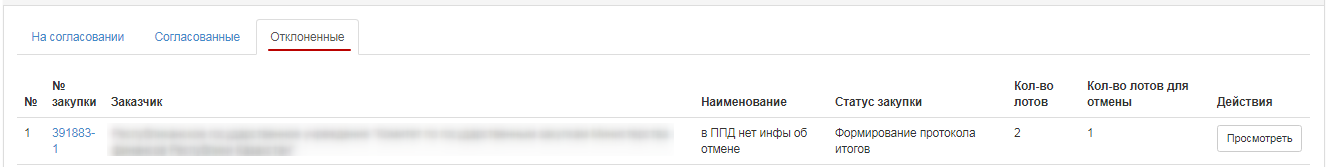 На согласовании Согласованные Отклоненные
№ № закупки Заказчик Наименование Статус закупки Кол-во лотов Кол-во лотов для отмены Действия
1 391883-1 в ППД нет инфы об отмене Формирование протокола итогов 2 1 Просмотреть